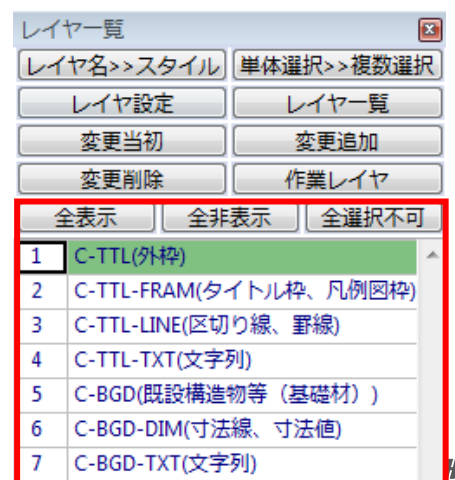 レイヤ一覧
レイヤ名>>スタイル 単体選択>>複数選択
レイヤ設定 レイヤ一覧
変更当初 変更追加
変更削除 作業レイヤ
全表示 全非表示 全選択不可
1 C-TTL(外枠)
2 C-TTL-FRAM(タイトル枠、凡例図枠)
3 C-TTL-LINE(区切り線、罫線)
4 C-TTL-TXT(文字列)
5 C-BGD(既設構造物等（基礎材）)
6 C-BGD-DIM(寸法線、寸法値)
7 C-BGD-TXT(文字列)